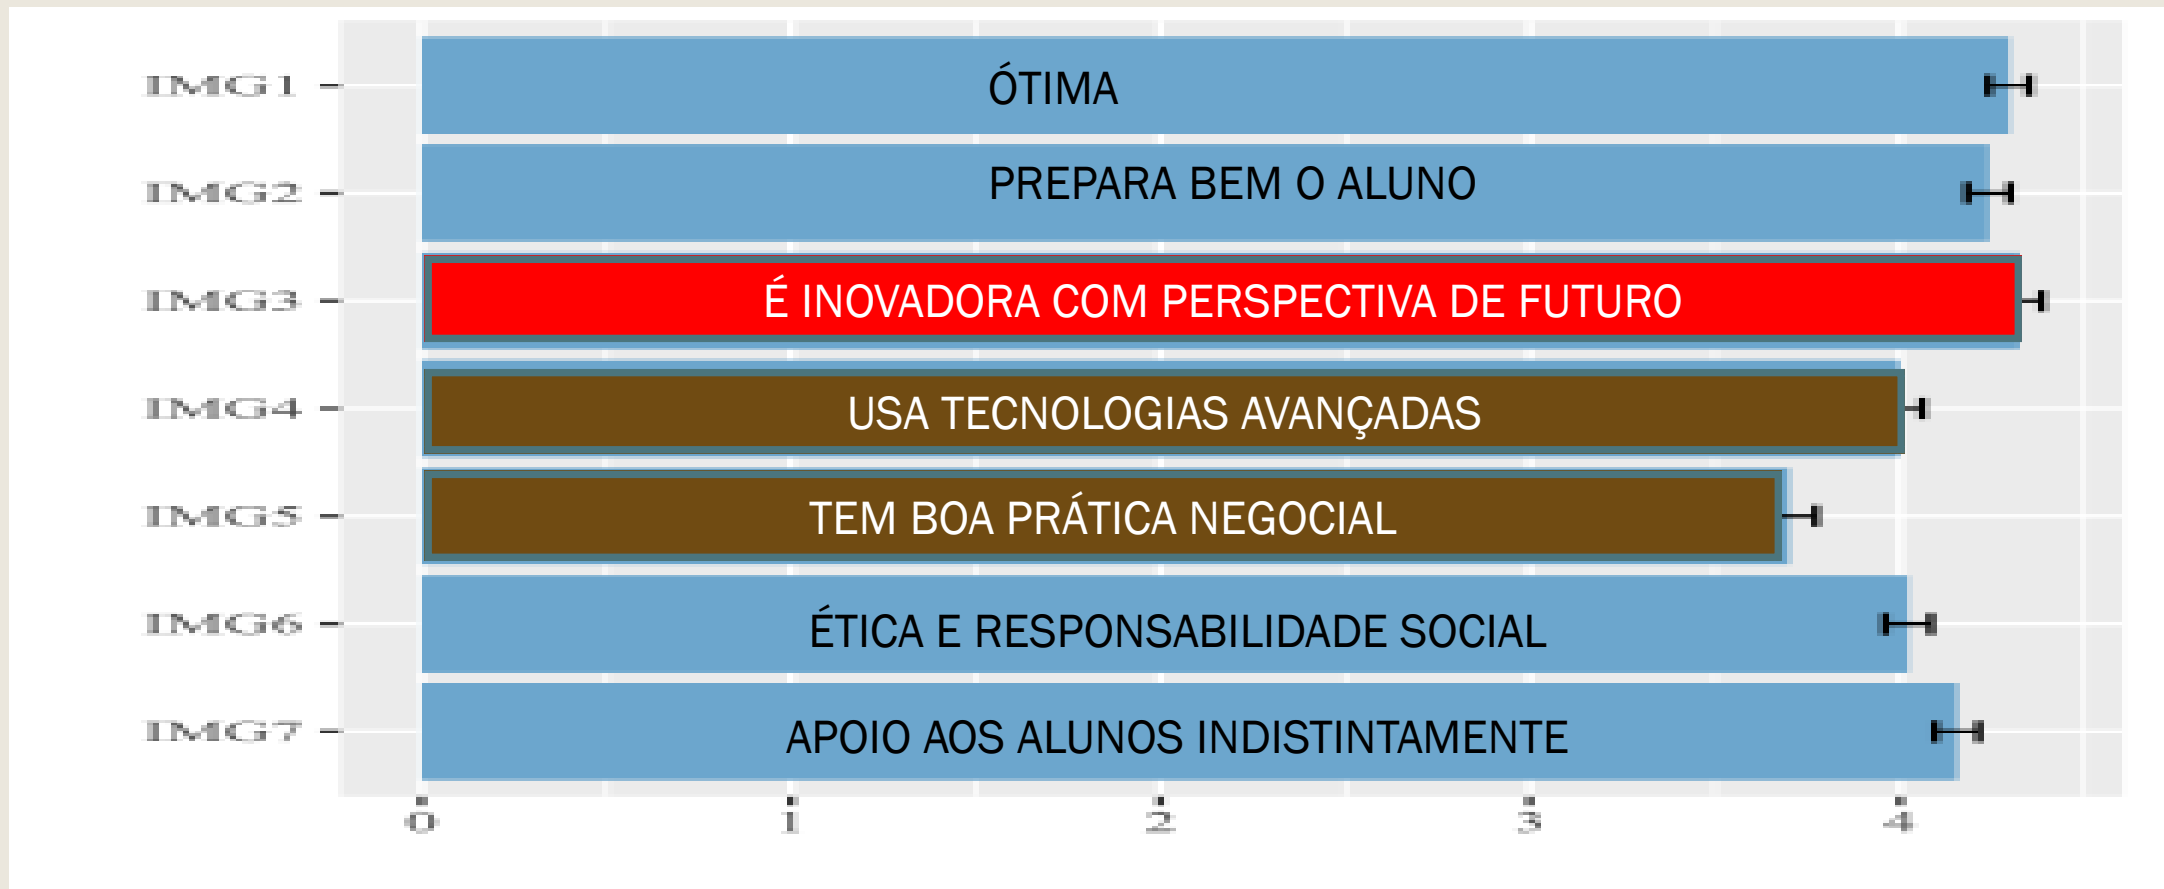 IMG1 ÓTIMA
IMG2 PREPARA BEM O ALUNO
IMG3 É INOVADORA COM PERSPECTIVA DE FUTURO
IMG4 USA TECNOLOGIAS AVANÇADAS
IMG5 TEM BOA PRÁTICA NEGOCIAL
IMG6 ÉTICA E RESPONSABILIDADE SOCIAL
IMG7 APOIO AOS ALUNOS INDISTINTAMENTE
0 1 2 3 4